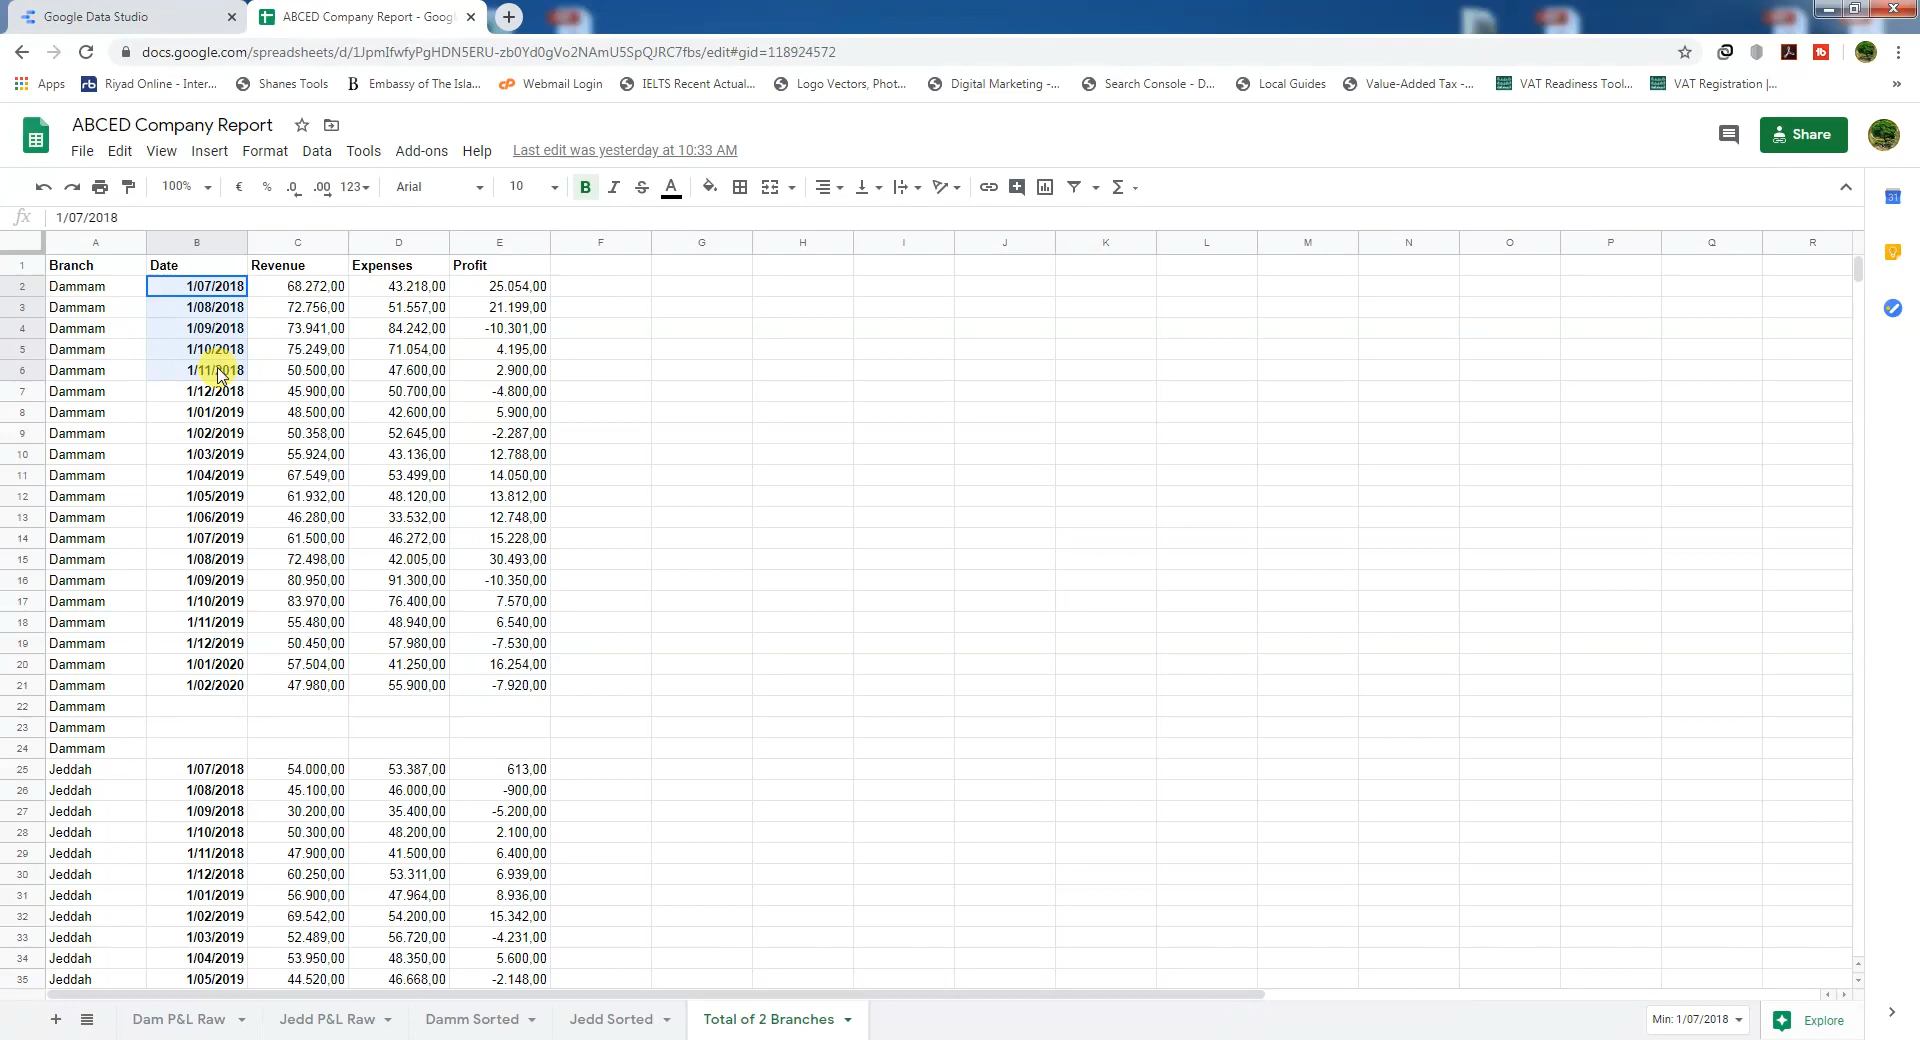 Google Data Studio
ABCED Company Report - Goog
docs.google.com/spreadsheets/d/1JpmIfwfyPgHDN5ERU-zb0Yd0gVo2NAmU5SpQJRC7fbs/edit#gid=118924572
Apps Riyad Online - Inter... Shanes Tools Embassy of The Isla... Webmail Login IELTS Recent Actual... Logo Vectors, Phot... Digital Marketing -... Search Console - D... Local Guides Value-Added Tax -... VAT Readiness Tool... VAT Registration |...
ABCED Company Report
Share
File Edit View Insert Format Data Tools Add-ons Help Last edit was yesterday at 10:33 AM
100% € % .0 .00 123 Arial 10 B I S A
fx 1/07/2018
A B C D E F G H I J K L M N O P Q R
1 Branch Date Revenue Expenses Profit
2 Dammam 1/07/2018 68.272,00 43.218,00 25.054,00
3 Dammam 1/08/2018 72.756,00 51.557,00 21.199,00
4 Dammam 1/09/2018 73.941,00 84.242,00 -10.301,00
5 Dammam 1/10/2018 75.249,00 71.054,00 4.195,00
6 Dammam 1/11/2018 50.500,00 47.600,00 2.900,00
7 Dammam 1/12/2018 45.900,00 50.700,00 -4.800,00
8 Dammam 1/01/2019 48.500,00 42.600,00 5.900,00
9 Dammam 1/02/2019 50.358,00 52.645,00 -2.287,00
10 Dammam 1/03/2019 55.924,00 43.136,00 12.788,00
11 Dammam 1/04/2019 67.549,00 53.499,00 14.050,00
12 Dammam 1/05/2019 61.932,00 48.120,00 13.812,00
13 Dammam 1/06/2019 46.280,00 33.532,00 12.748,00
14 Dammam 1/07/2019 61.500,00 46.272,00 15.228,00
15 Dammam 1/08/2019 72.498,00 42.005,00 30.493,00
16 Dammam 1/09/2019 80.950,00 91.300,00 -10.350,00
17 Dammam 1/10/2019 83.970,00 76.400,00 7.570,00
18 Dammam 1/11/2019 55.480,00 48.940,00 6.540,00
19 Dammam 1/12/2019 50.450,00 57.980,00 -7.530,00
20 Dammam 1/01/2020 57.504,00 41.250,00 16.254,00
21 Dammam 1/02/2020 47.980,00 55.900,00 -7.920,00
22 Dammam
23 Dammam
24 Dammam
25 Jeddah 1/07/2018 54.000,00 53.387,00 613,00
26 Jeddah 1/08/2018 45.100,00 46.000,00 -900,00
27 Jeddah 1/09/2018 30.200,00 35.400,00 -5.200,00
28 Jeddah 1/10/2018 50.300,00 48.200,00 2.100,00
29 Jeddah 1/11/2018 47.900,00 41.500,00 6.400,00
30 Jeddah 1/12/2018 60.250,00 53.311,00 6.939,00
31 Jeddah 1/01/2019 56.900,00 47.964,00 8.936,00
32 Jeddah 1/02/2019 69.542,00 54.200,00 15.342,00
33 Jeddah 1/03/2019 52.489,00 56.720,00 -4.231,00
34 Jeddah 1/04/2019 53.950,00 48.350,00 5.600,00
35 Jeddah 1/05/2019 44.520,00 46.668,00 -2.148,00
Dam P&L Raw Jedd P&L Raw Damm Sorted Jedd Sorted Total of 2 Branches Min: 1/07/2018 Explore